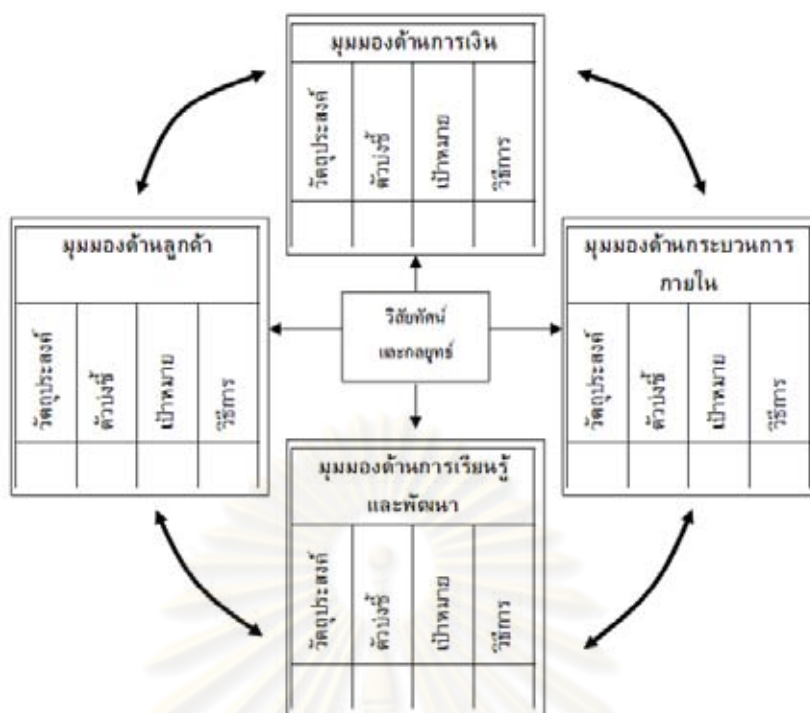 มุมมองด้านการเงิน
วัตถุประสงค์
ตัวบ่งชี้
เป้าหมาย
วิธีการ
มุมมองด้านลูกค้า
วัตถุประสงค์
ตัวบ่งชี้
เป้าหมาย
วิธีการ
วิสัยทัศน์
และกลยุทธ์
มุมมองด้านกระบวนการ
ภายใน
วัตถุประสงค์
ตัวบ่งชี้
เป้าหมาย
วิธีการ
มุมมองด้านการเรียนรู้
และพัฒนา
วัตถุประสงค์
ตัวบ่งชี้
เป้าหมาย
วิธีการ